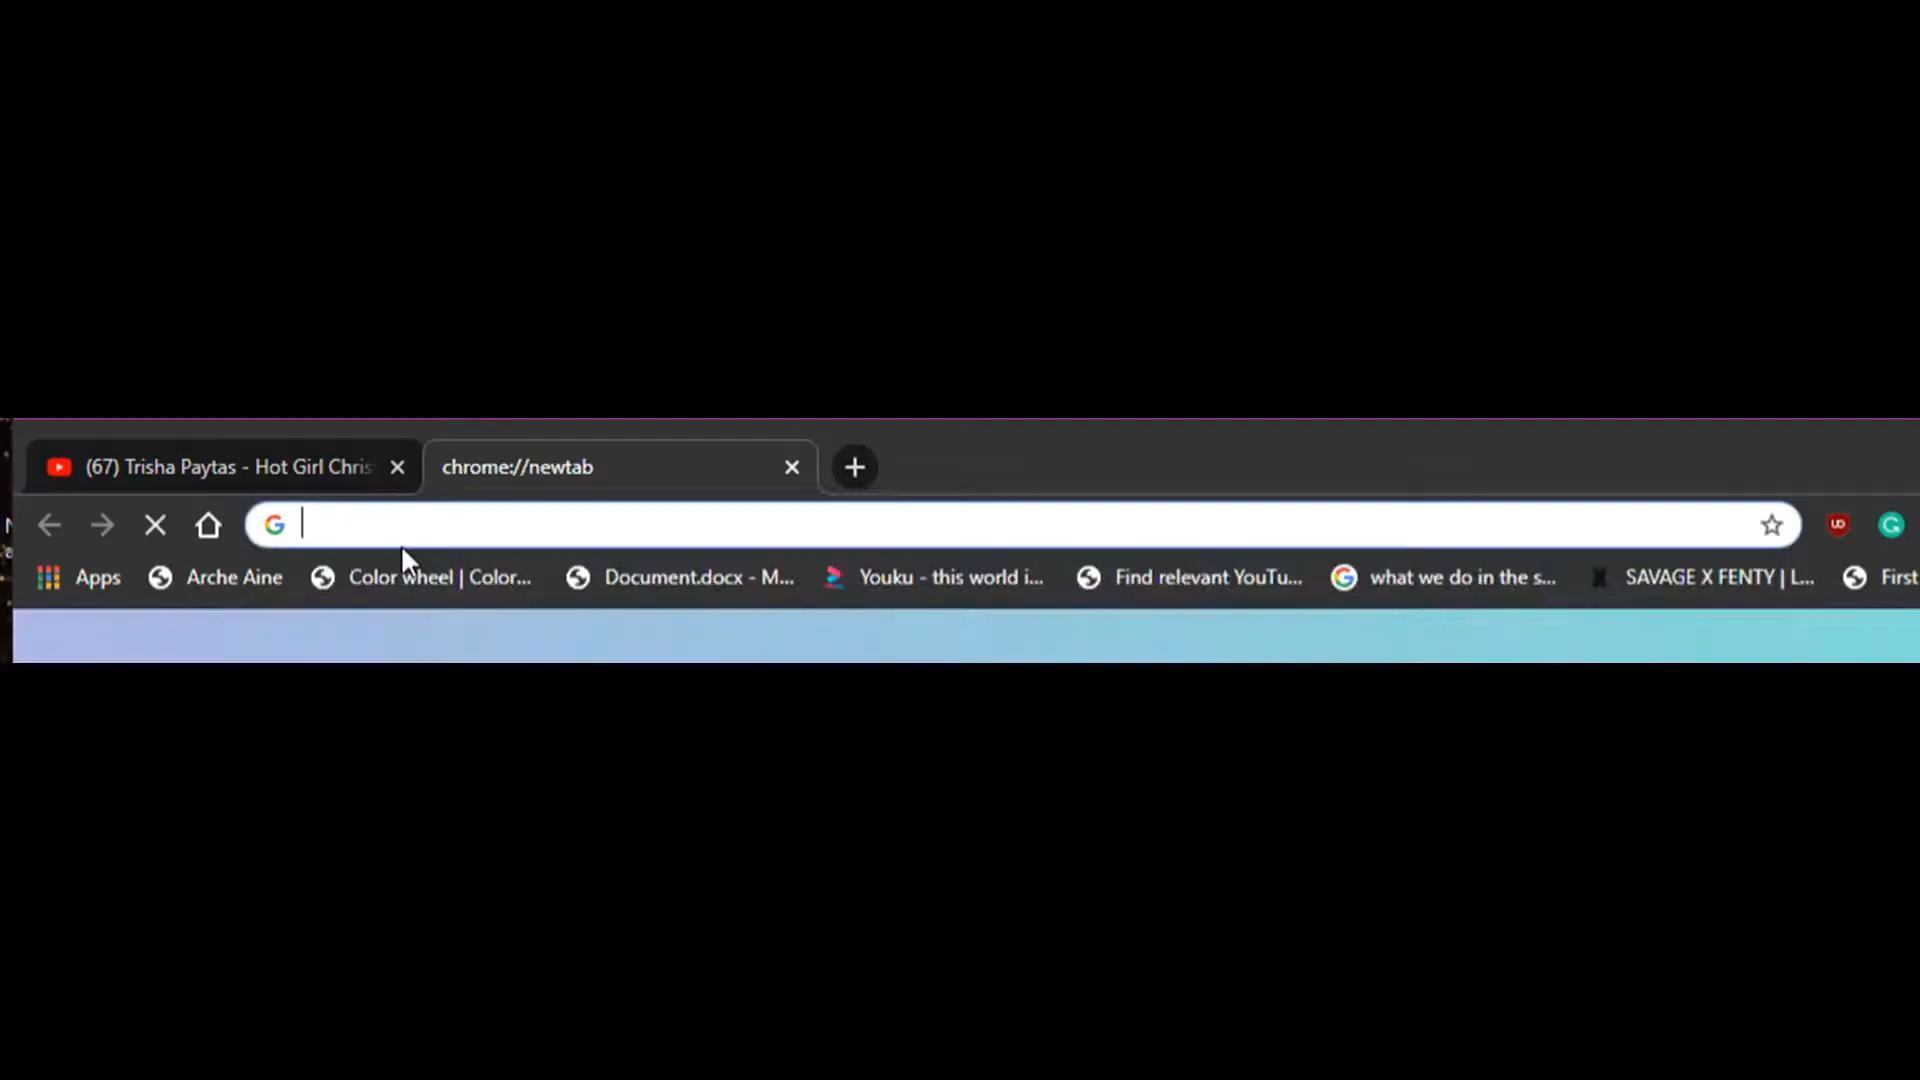 (67) Trisha Paytas - Hot Girl Chris
chrome://newtab
Apps
Arche Aine
Color wheel | Color...
Document.docx - M...
Youku - this world i...
Find relevant YouTu...
what we do in the s...
SAVAGE X FENTY | L...
First